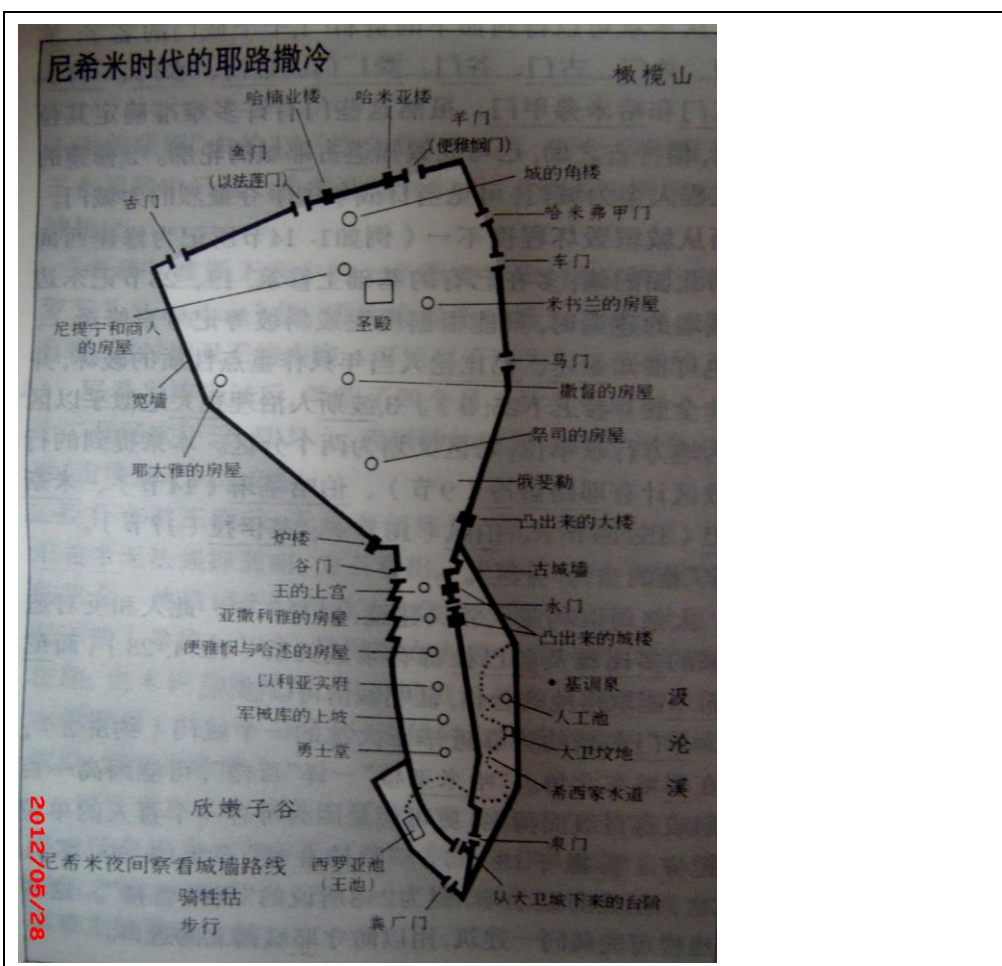 尼希米时代的耶路撒冷
橄榄山
哈楠业楼
哈米亚楼
羊门
(便雅悯门)
鱼门
(以法莲门)
城的角楼
古门
哈米弗甲门
车门
米书兰的房屋
圣殿
尼提宁和商人
的房屋
马门
撒督的房屋
宽墙
祭司的房屋
耶大雅的房屋
俄斐勒
凸出来的大楼
炉楼
谷门
古城墙
王的上宫
水门
亚撒利雅的房屋
凸出来的城楼
便雅悯与哈述的房屋
基训泉
以利亚实府
汲沦溪
人工池
军械库的上坡
大卫坟地
勇士堂
希西家水道
欣嫩子谷
泉门
尼希米夜间察看城墙路线
西罗亚池
(王池)
骑牲牯
从大卫城下来的台阶
步行
粪厂门
2012/05/28